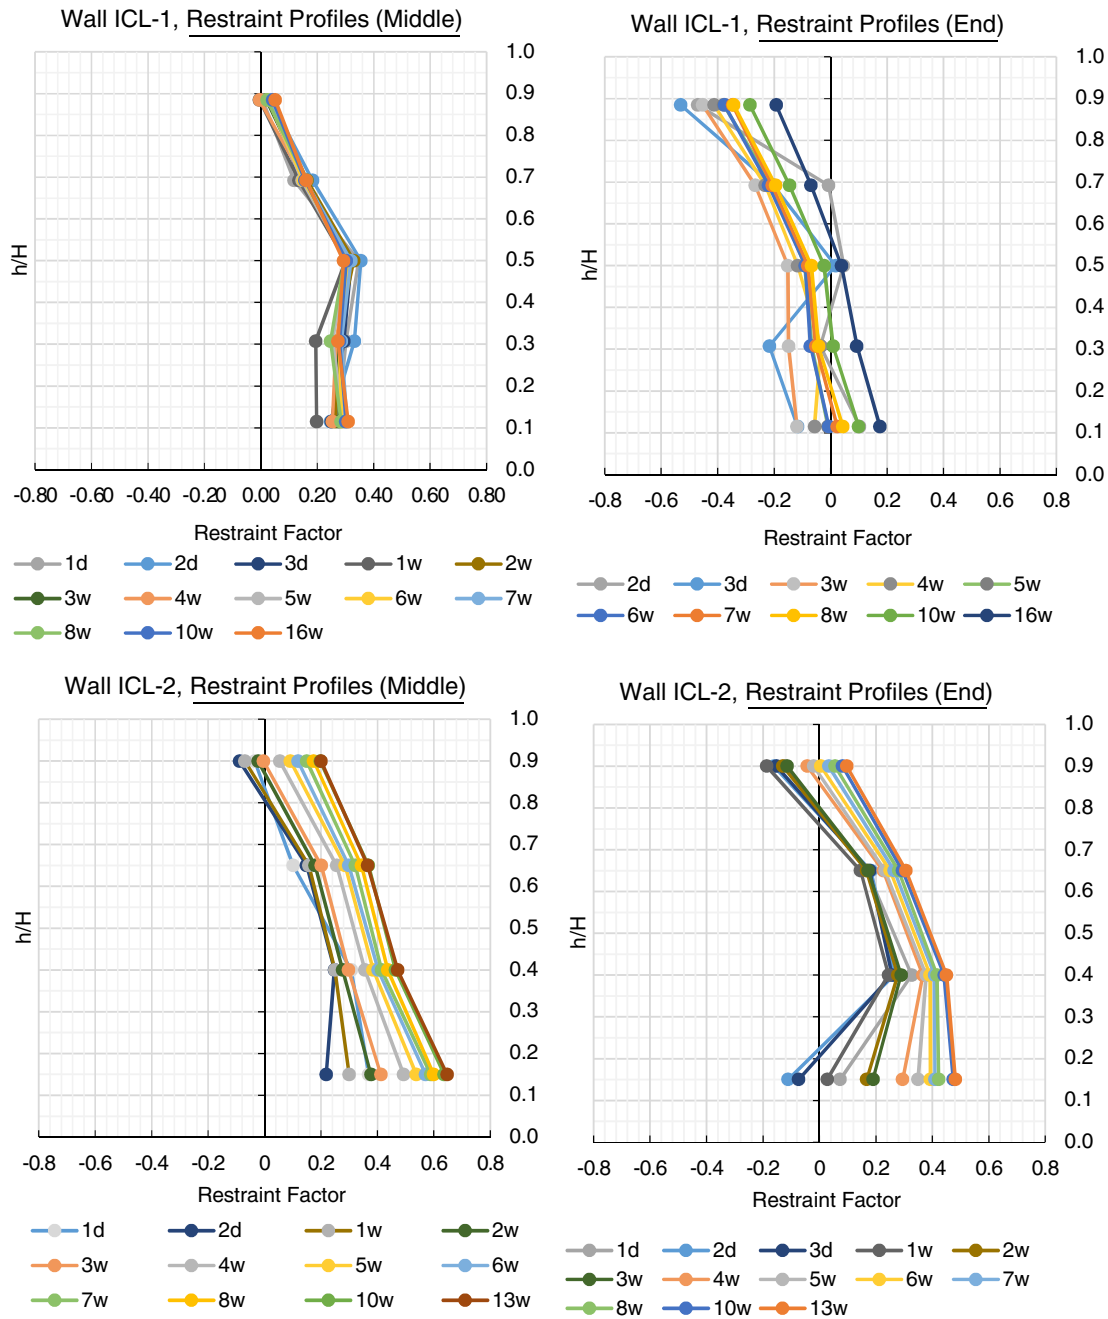 Wall ICL-1, Restraint Profiles (Middle)
1.0
0.9
0.8
0.7
0.6
0.5
0.4
0.3
0.2
0.1
0.0
h/H
-0.80 -0.60 -0.40 -0.20 0.00 0.20 0.40 0.60 0.80
Restraint Factor
1d 2d 3d 1w 2w
3w 4w 5w 6w 7w
8w 10w 16w
Wall ICL-1, Restraint Profiles (End)
1.0
0.9
0.8
0.7
0.6
0.5
0.4
0.3
0.2
0.1
0.0
h/H
-0.8 -0.6 -0.4 -0.2 0 0.2 0.4 0.6 0.8
Restraint Factor
2d 3d 3w 4w 5w
6w 7w 8w 10w 16w
Wall ICL-2, Restraint Profiles (Middle)
1.0
0.9
0.8
0.7
0.6
0.5
0.4
0.3
0.2
0.1
0.0
h/H
-0.8 -0.6 -0.4 -0.2 0 0.2 0.4 0.6 0.8
Restraint Factor
1d 2d 1w 2w
3w 4w 5w 6w
7w 8w 10w 13w
Wall ICL-2, Restraint Profiles (End)
1.0
0.9
0.8
0.7
0.6
0.5
0.4
0.3
0.2
0.1
0.0
h/H
-0.8 -0.6 -0.4 -0.2 0 0.2 0.4 0.6 0.8
Restraint Factor
1d 2d 3d 1w 2w
3w 4w 5w 6w 7w
8w 10w 13w